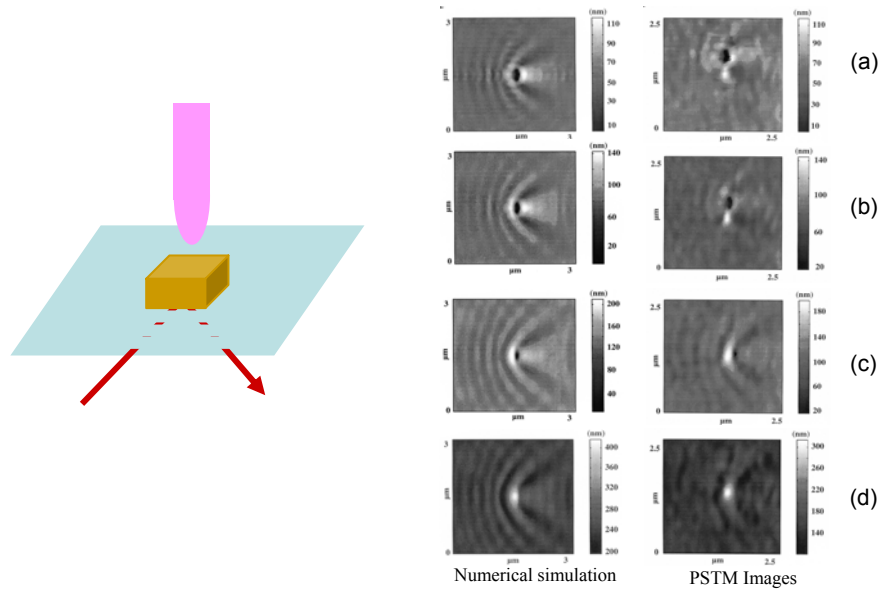 (nm)
3
110
90
70
50
30
10
µm
0
µm
(nm)
2.5
110
90
70
50
30
10
µm
0
µm
2.5
(a)
(nm)
3
140
100
60
20
µm
0
µm
3
(nm)
2.5
140
100
60
20
µm
0
µm
2.5
(b)
(nm)
3
200
160
120
80
40
µm
0
µm
3
(nm)
2.5
180
140
100
60
20
µm
0
µm
2.5
(c)
(nm)
3
400
360
320
280
240
200
µm
0
µm
3
(nm)
2.5
300
260
220
180
140
µm
0
µm
2.5
(d)
Numerical simulation
PSTM Images